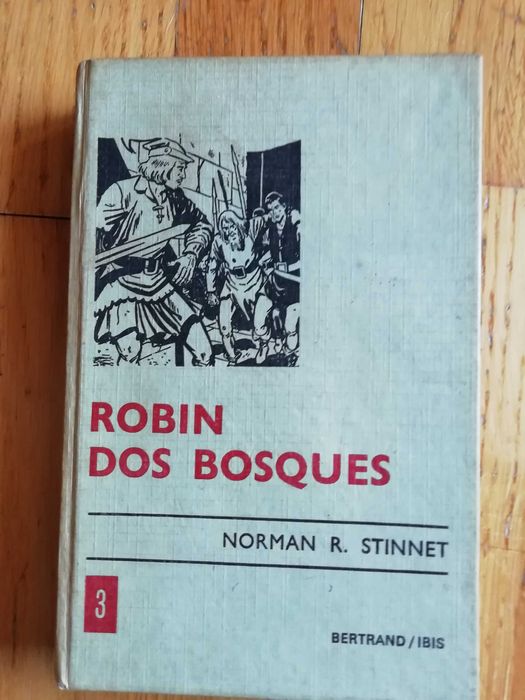 ROBIN
DOS BOSQUES
NORMAN R. STINNET
3
BERTRAND/IBIS